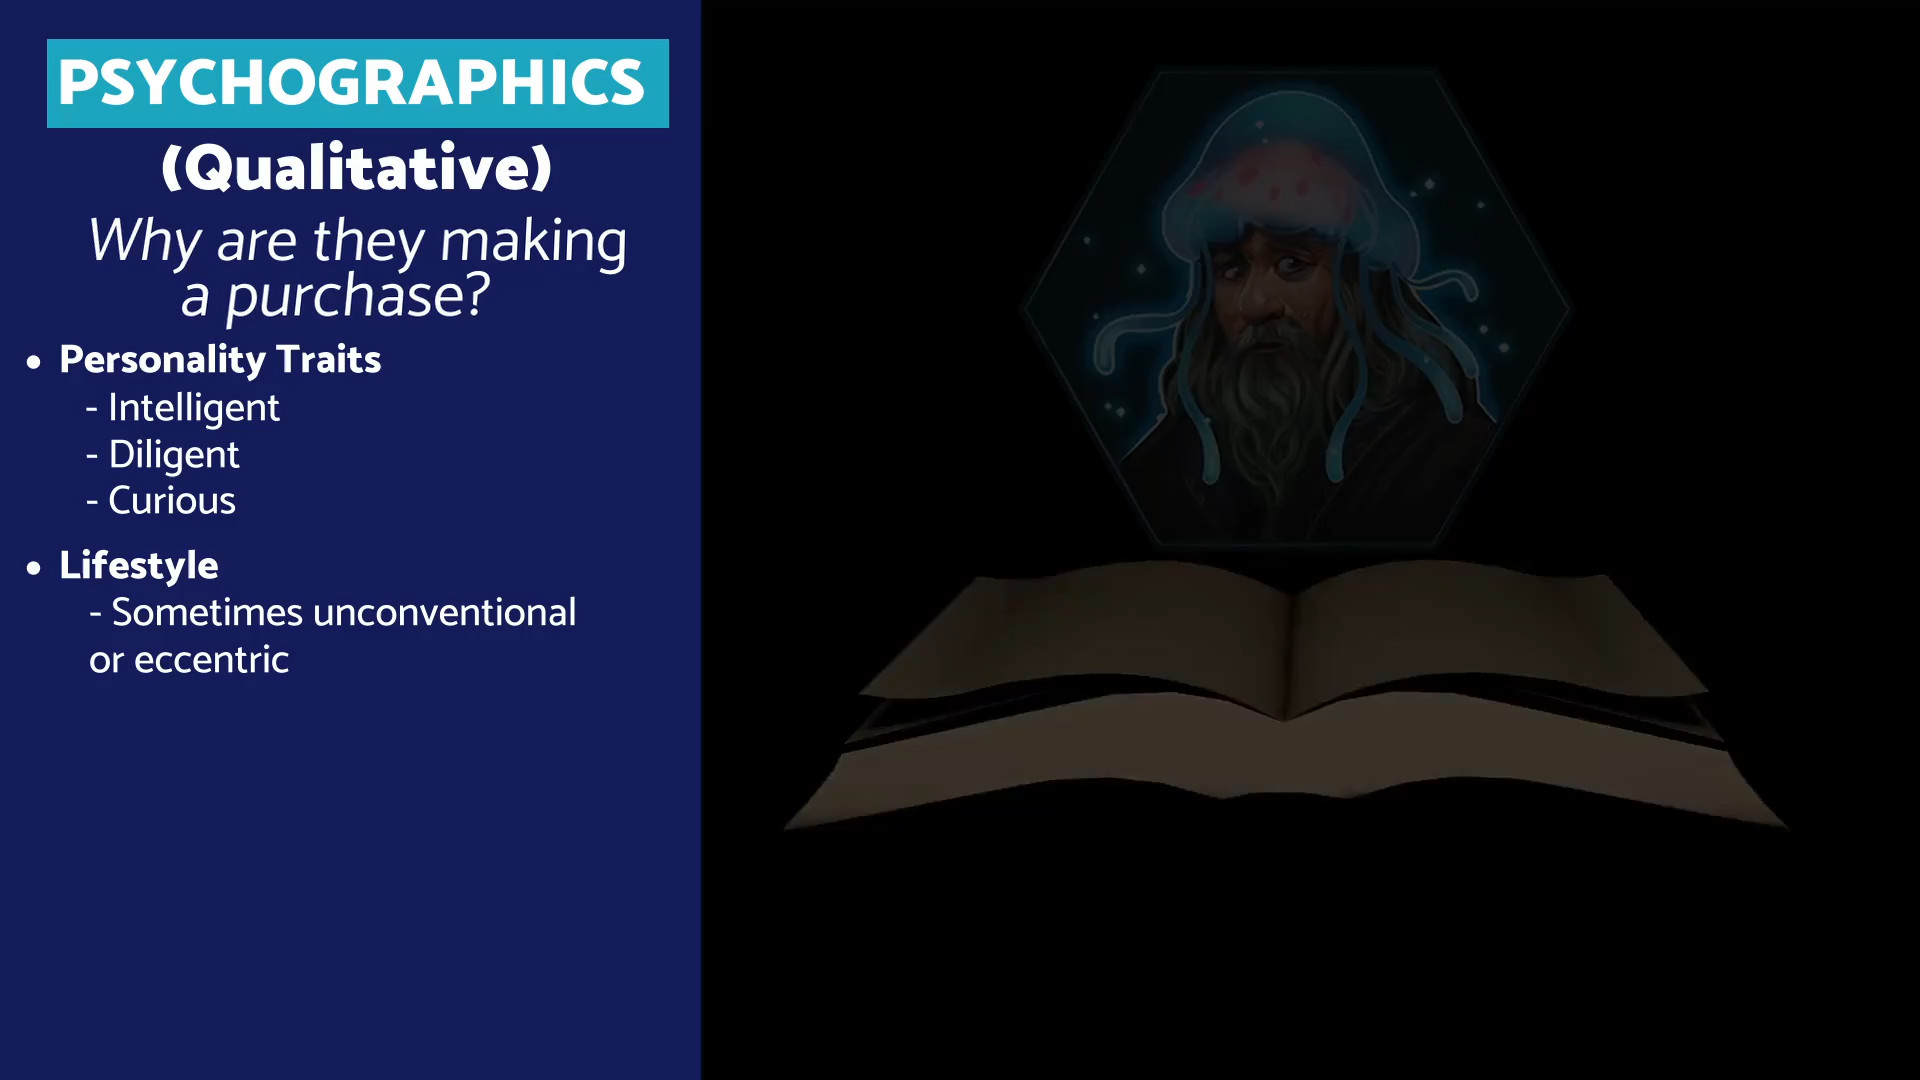 PSYCHOGRAPHICS
(Qualitative)
Why are they making
a purchase?
• Personality Traits
- Intelligent
- Diligent
- Curious
• Lifestyle
- Sometimes unconventional
or eccentric